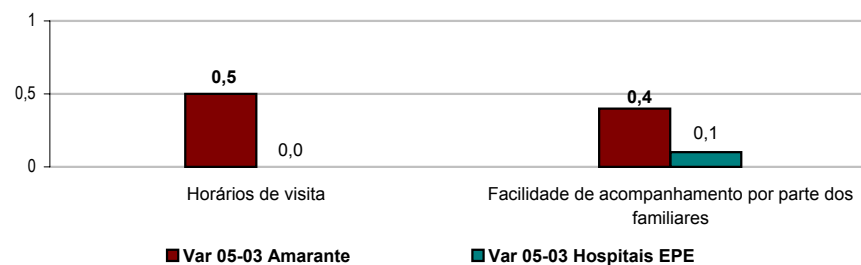 1
0,5
0
0,5
0,0
0,4
0,1
Horários de visita
Facilidade de acompanhamento por parte dos
familiares
Var 05-03 Amarante
Var 05-03 Hospitais EPE